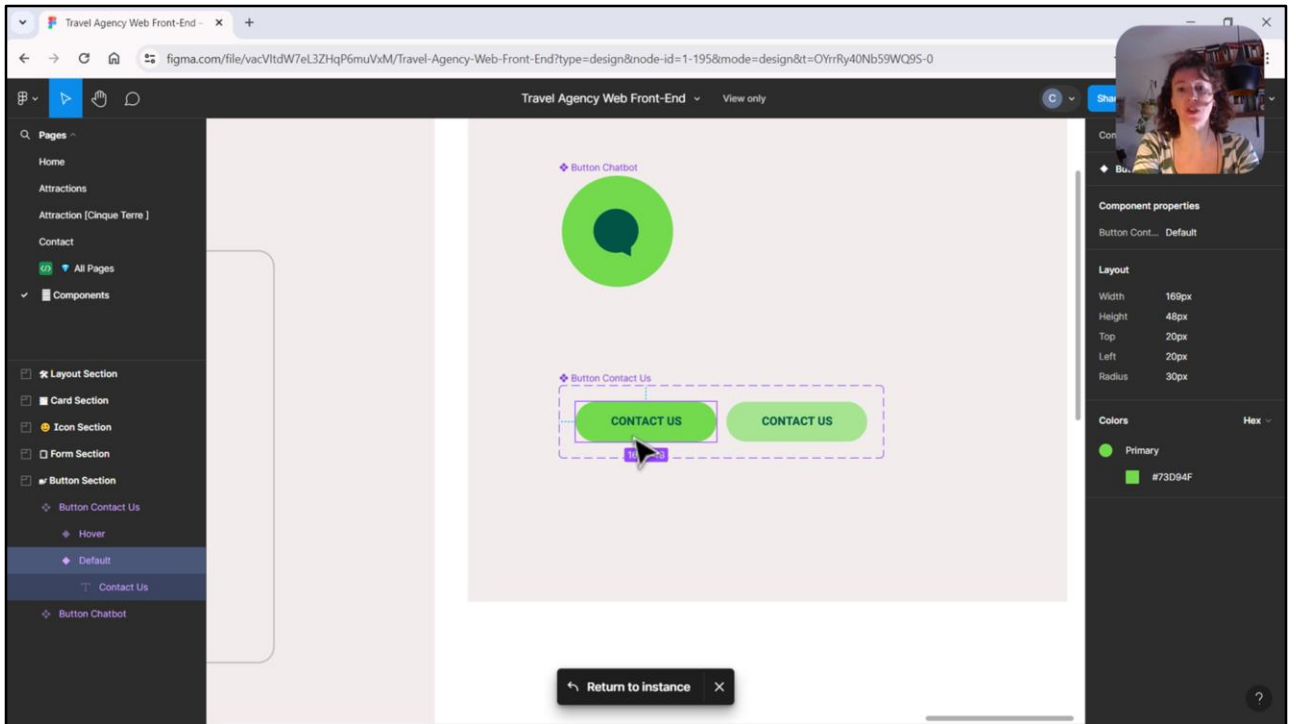 Travel Agency Web Front-End –
figma.com/file/vacVItdW7eL3ZHqP6muVxM/Travel-Agency-Web-Front-End?type=design&node-id=1-195&mode=design&t=OYrrRy40Nb59WQ9S-0
Travel Agency Web Front-End
View only
C
Pages
Home
Attractions
Attraction [Cinque Terre ]
Contact
All Pages
Components
Layout Section
Card Section
Icon Section
Form Section
Button Section
Button Contact Us
Hover
Default
Contact Us
Button Chatbot
Button Chatbot
Button Contact Us
CONTACT US
CONTACT US
Return to instance
Component properties
Button Cont... Default
Layout
Width 169px
Height 48px
Top 20px
Left 20px
Radius 30px
Colors
Hex
Primary
#73D94F
?